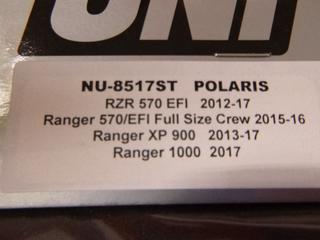 UNI
NU-8517ST POLARIS
RZR 570 EFI 2012-17
Ranger 570/EFI Full Size Crew 2015-16
Ranger XP 900 2013-17
Ranger 1000 2017